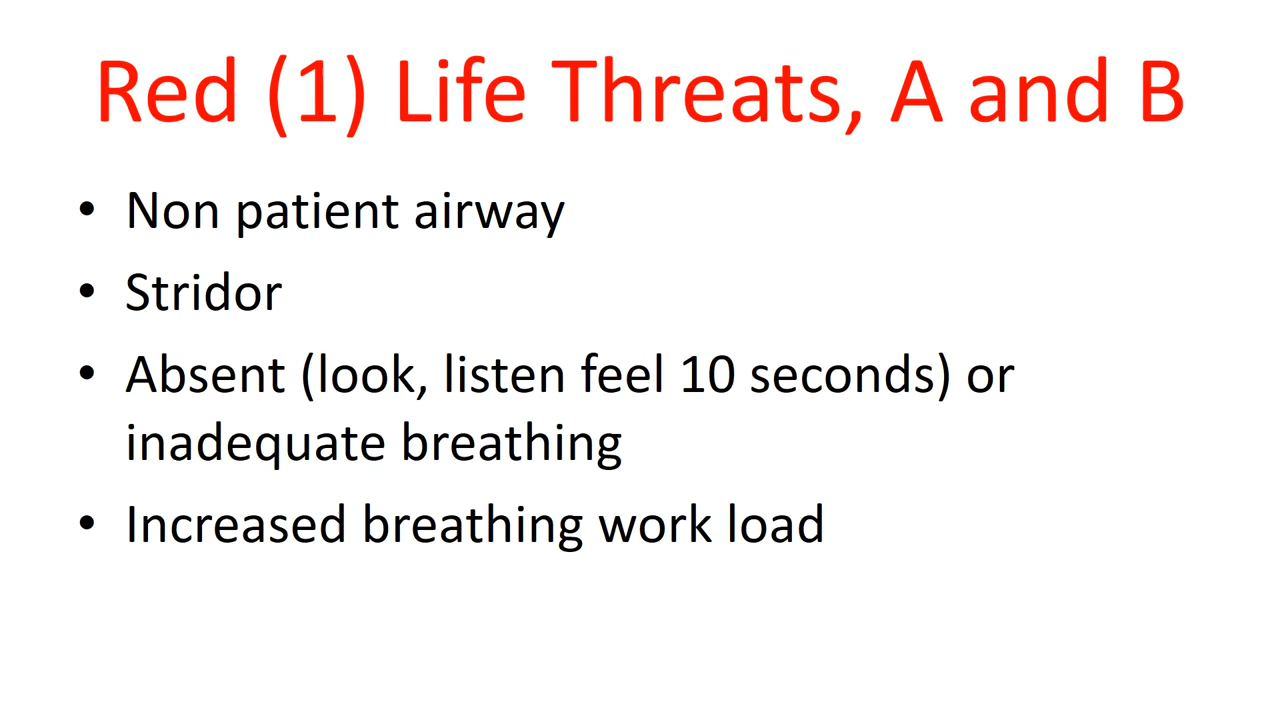 Red (1) Life Threats, A and B
• Non patient airway
• Stridor
• Absent (look, listen feel 10 seconds) or
inadequate breathing
• Increased breathing work load